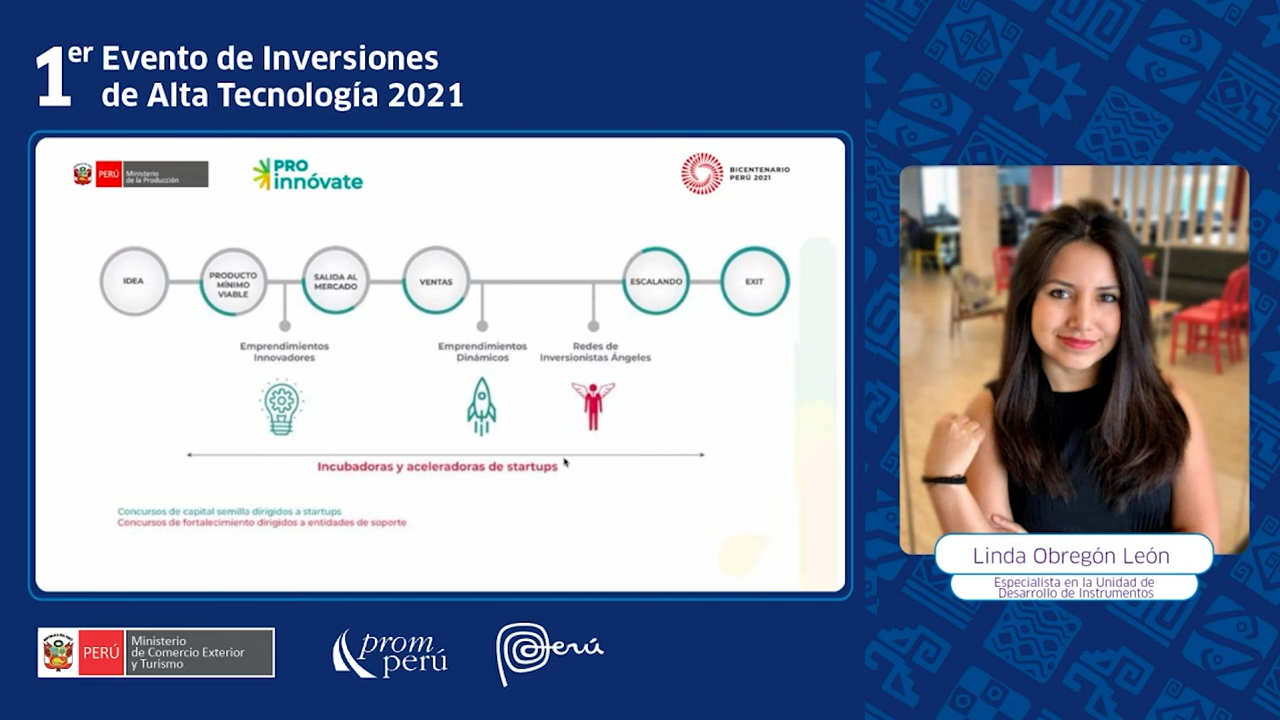 1er Evento de Inversiones
de Alta Tecnología 2021
PERÚ
Ministerio
de la Producción
PRO
innóvate
BICENTENARIO
PERÚ 2021
IDEA
PRODUCTO
MÍNIMO
VIABLE
SALIDA AL
MERCADO
VENTAS
ESCALANDO
EXIT
Emprendimientos
Innovadores
Emprendimientos
Dinámicos
Redes de
Inversionistas Ángeles
Incubadoras y aceleradoras de startups
Concursos de capital semilla dirigidos a startups
Concursos de fortalecimiento dirigidos a entidades de soporte
Linda Obregón León
Especialista en la Unidad de
Desarrollo de Instrumentos
PERÚ
Ministerio
de Comercio Exterior
y Turismo
prom
perú
Perú